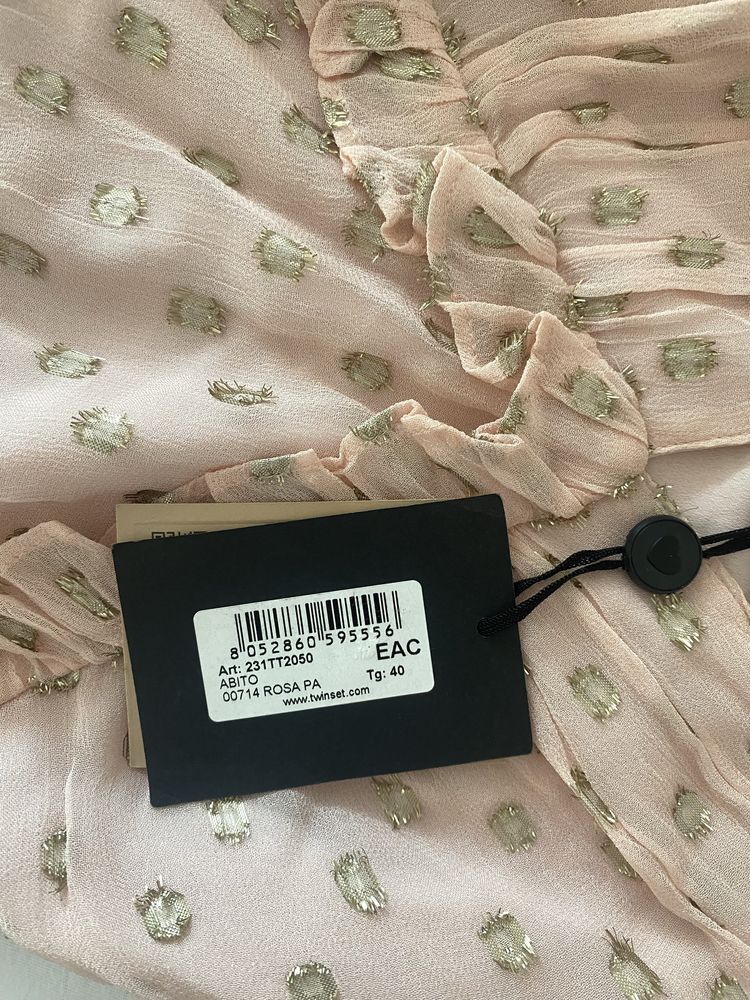 8 052860 595556
Art: 231TT2050
EAC
ABITO
Tg: 40
00714 ROSA PA
www.twinset.com